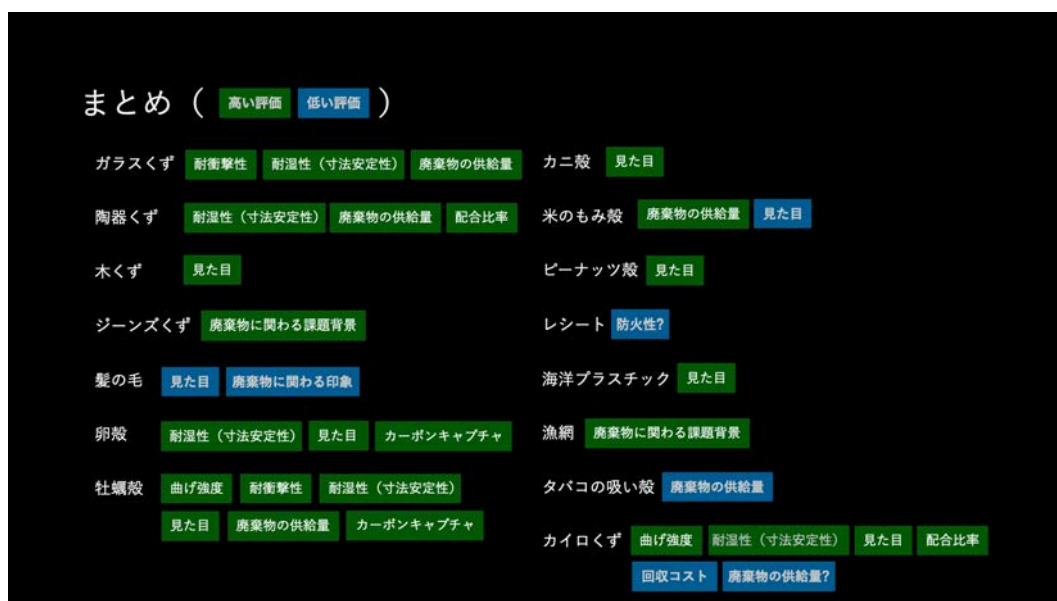 まとめ（ 高い評価 低い評価 ）
ガラスくず 耐衝撃性 耐湿性（寸法安定性） 廃棄物の供給量
陶器くず 耐湿性（寸法安定性） 廃棄物の供給量 配合比率
木くず 見た目
ジーンズくず 廃棄物に関わる課題背景
髪の毛 見た目 廃棄物に関わる印象
卵殻 耐湿性（寸法安定性） 見た目 カーボンキャプチャ
牡蠣殻 曲げ強度 耐衝撃性 耐湿性（寸法安定性）
見た目 廃棄物の供給量 カーボンキャプチャ
カニ殻 見た目
米のもみ殻 廃棄物の供給量 見た目
ピーナッツ殻 見た目
レシート 防火性?
海洋プラスチック 見た目
漁網 廃棄物に関わる課題背景
タバコの吸い殻 廃棄物の供給量
カイロくず 曲げ強度 耐湿性（寸法安定性） 見た目 配合比率
回収コスト 廃棄物の供給量?